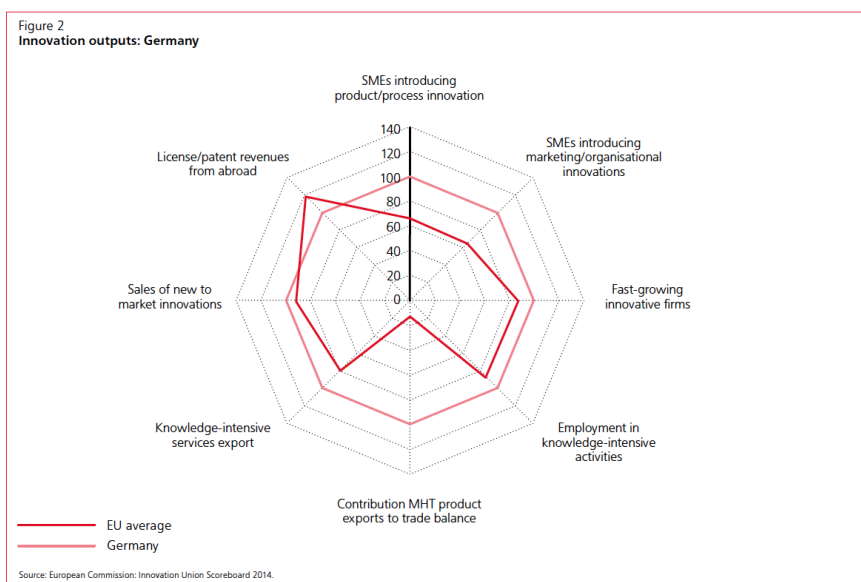 Figure 2
Innovation outputs: Germany
SMEs introducing
product/process innovation
SMEs introducing
marketing/organisational
innovations
Fast-growing
innovative firms
Employment in
knowledge-intensive
activities
Contribution MHT product
exports to trade balance
Knowledge-intensive
services export
Sales of new to
market innovations
License/patent revenues
from abroad
140
120
100
80
60
40
20
0
EU average
Germany
Source: European Commission: Innovation Union Scoreboard 2014.